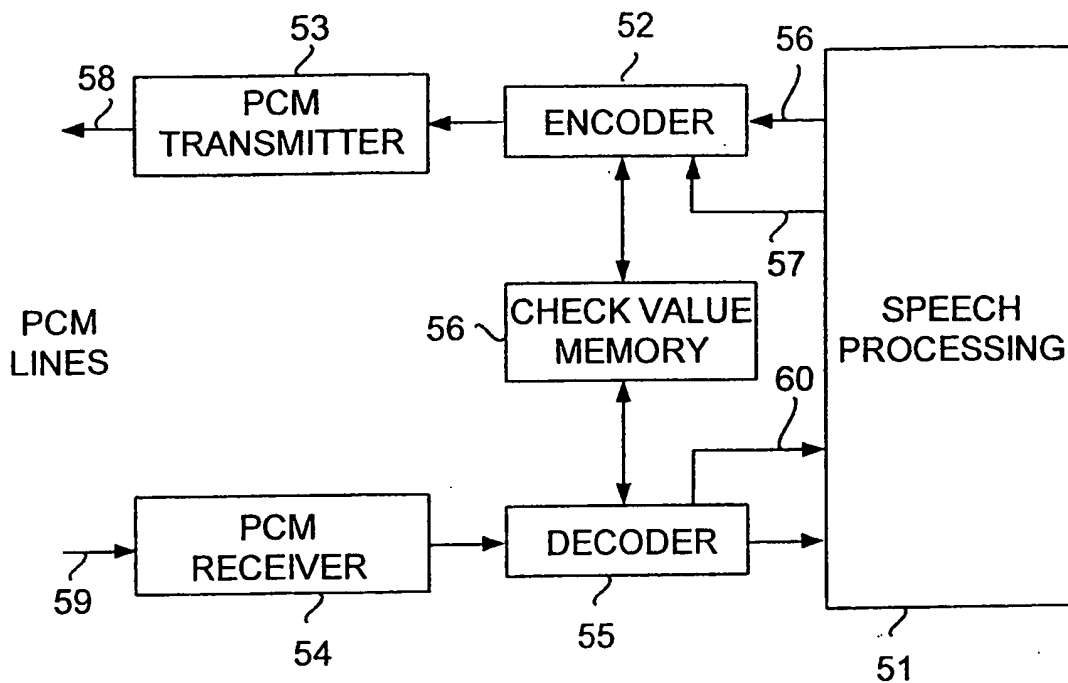 53
52
56
58
PCM
TRANSMITTER
ENCODER
57
PCM
LINES
56
CHECK VALUE
MEMORY
SPEECH
PROCESSING
60
PCM
RECEIVER
DECODER
59
54
55
51